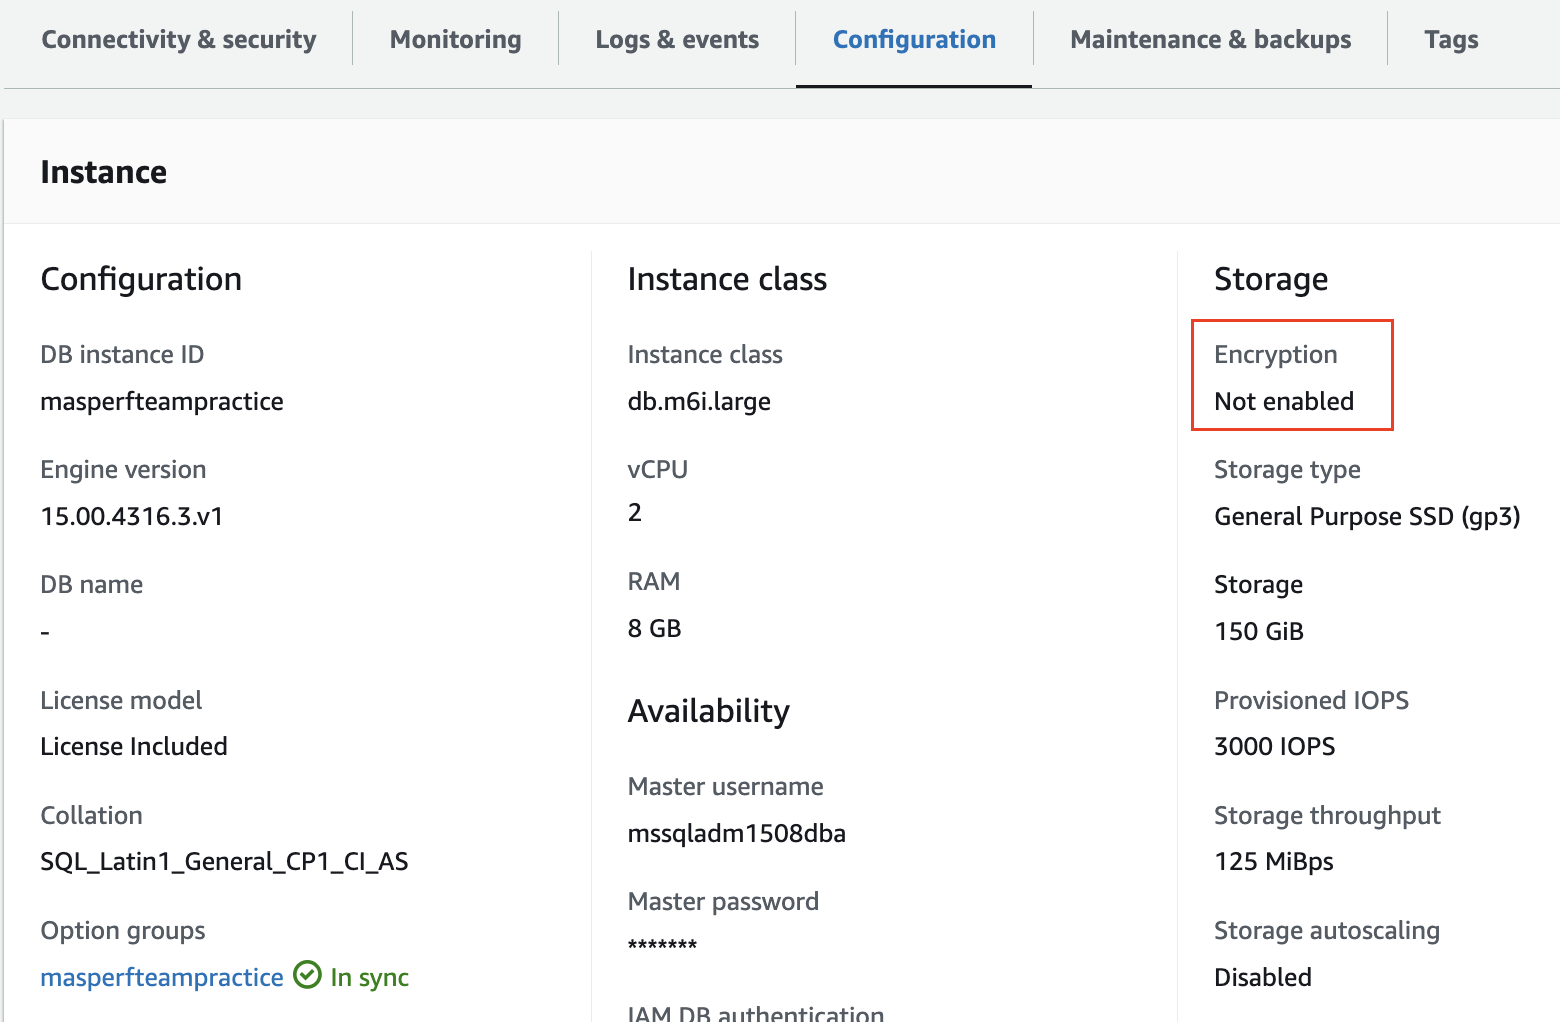 Connectivity & security
Monitoring
Logs & events
Configuration
Maintenance & backups
Tags
Instance
Configuration
DB instance ID
masperfteampractice
Engine version
15.00.4316.3.v1
DB name
-
License model
License Included
Collation
SQL_Latin1_General_CP1_CI_AS
Option groups
masperfteampractice In sync
Instance class
Instance class
db.m6i.large
vCPU
2
RAM
8 GB
Availability
Master username
mssqladm1508dba
Master password
*******
IAM DB authentication
Storage
Encryption
Not enabled
Storage type
General Purpose SSD (gp3)
Storage
150 GiB
Provisioned IOPS
3000 IOPS
Storage throughput
125 MiBps
Storage autoscaling
Disabled